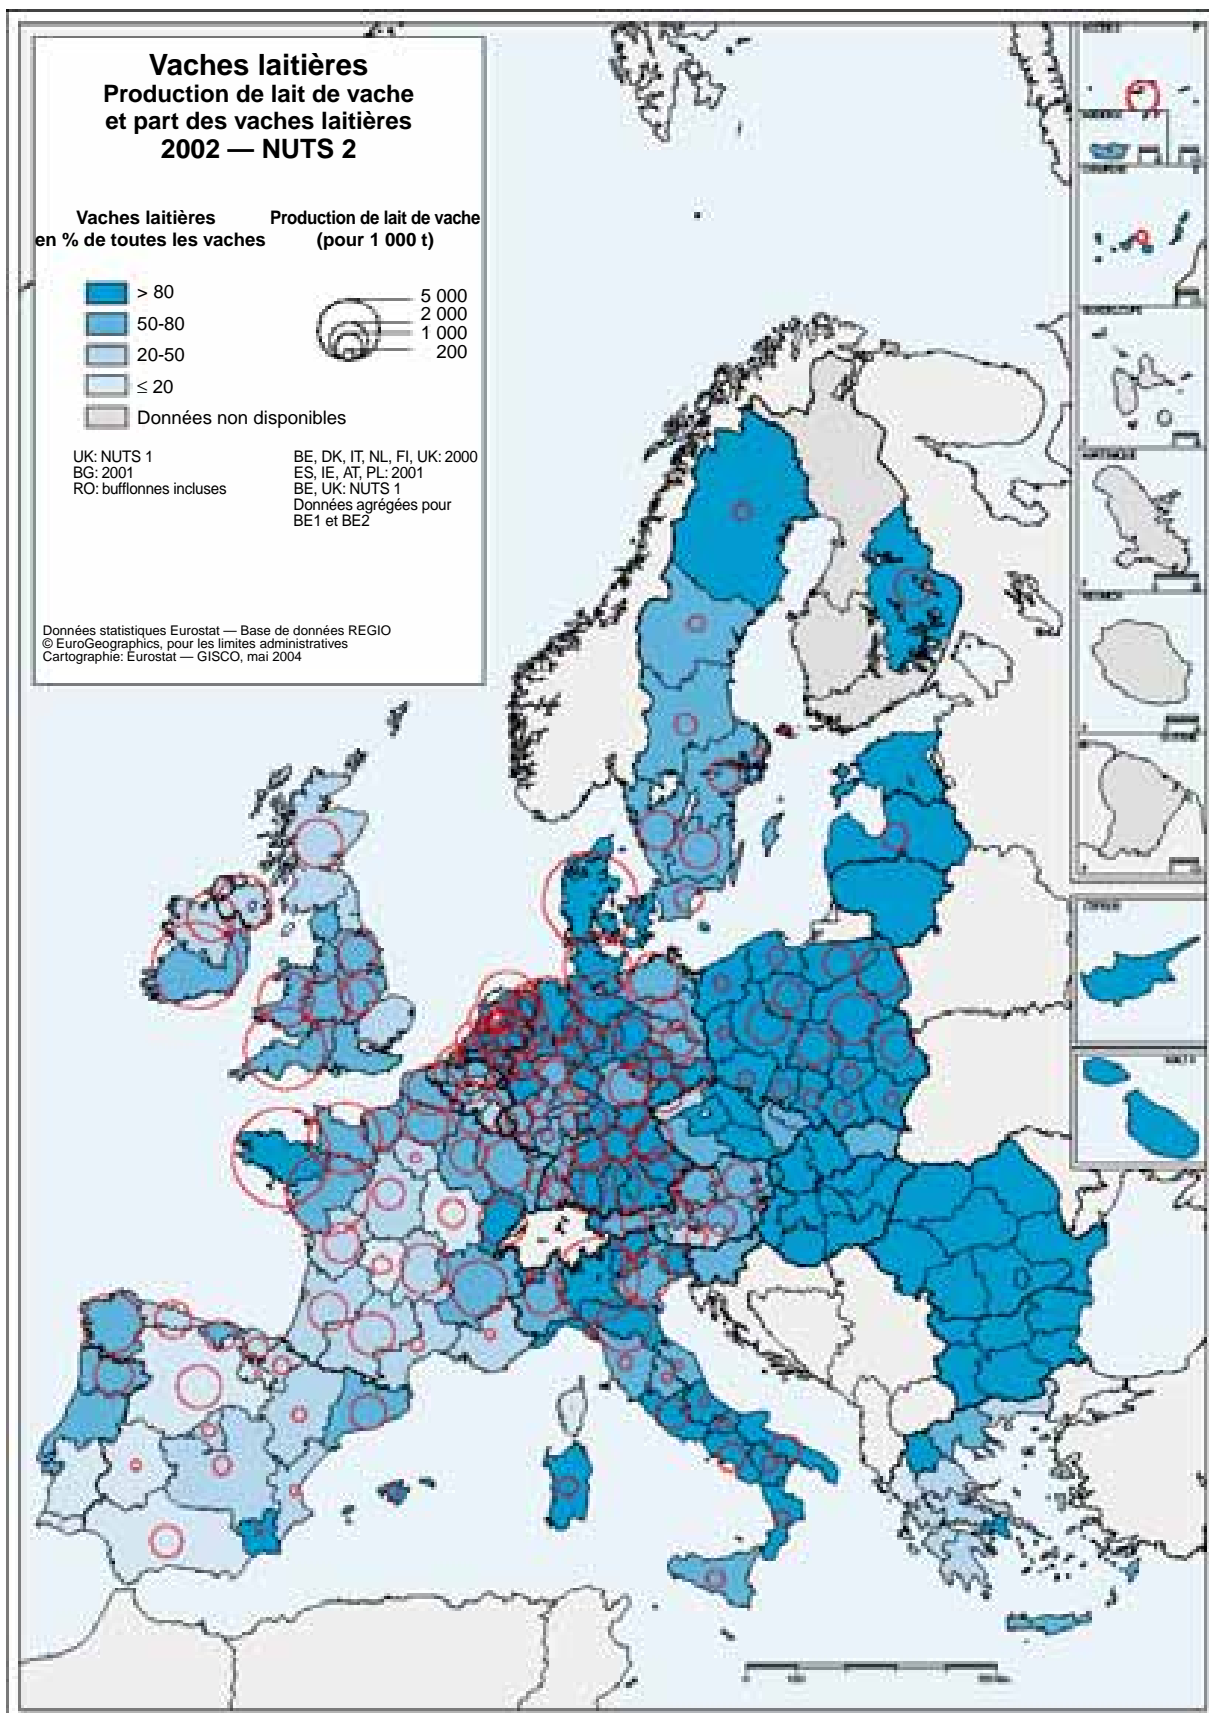 Vaches laitières
Production de lait de vache
et part des vaches laitières
2002 — NUTS 2
Vaches laitières
en % de toutes les vaches
> 80
50-80
20-50
≤ 20
Données non disponibles
Production de lait de vache
(pour 1 000 t)
5 000
2 000
1 000
200
UK: NUTS 1
BG: 2001
RO: bufflonnes incluses
BE, DK, IT, NL, FI, UK: 2000
ES, IE, AT, PL: 2001
BE, UK: NUTS 1
Données agrégées pour
BE1 et BE2
Données statistiques Eurostat — Base de données REGIO
© EuroGeographics, pour les limites administratives
Cartographie: Eurostat — GISCO, mai 2004
GUADELOUPE
MARTINIQUE
REUNION